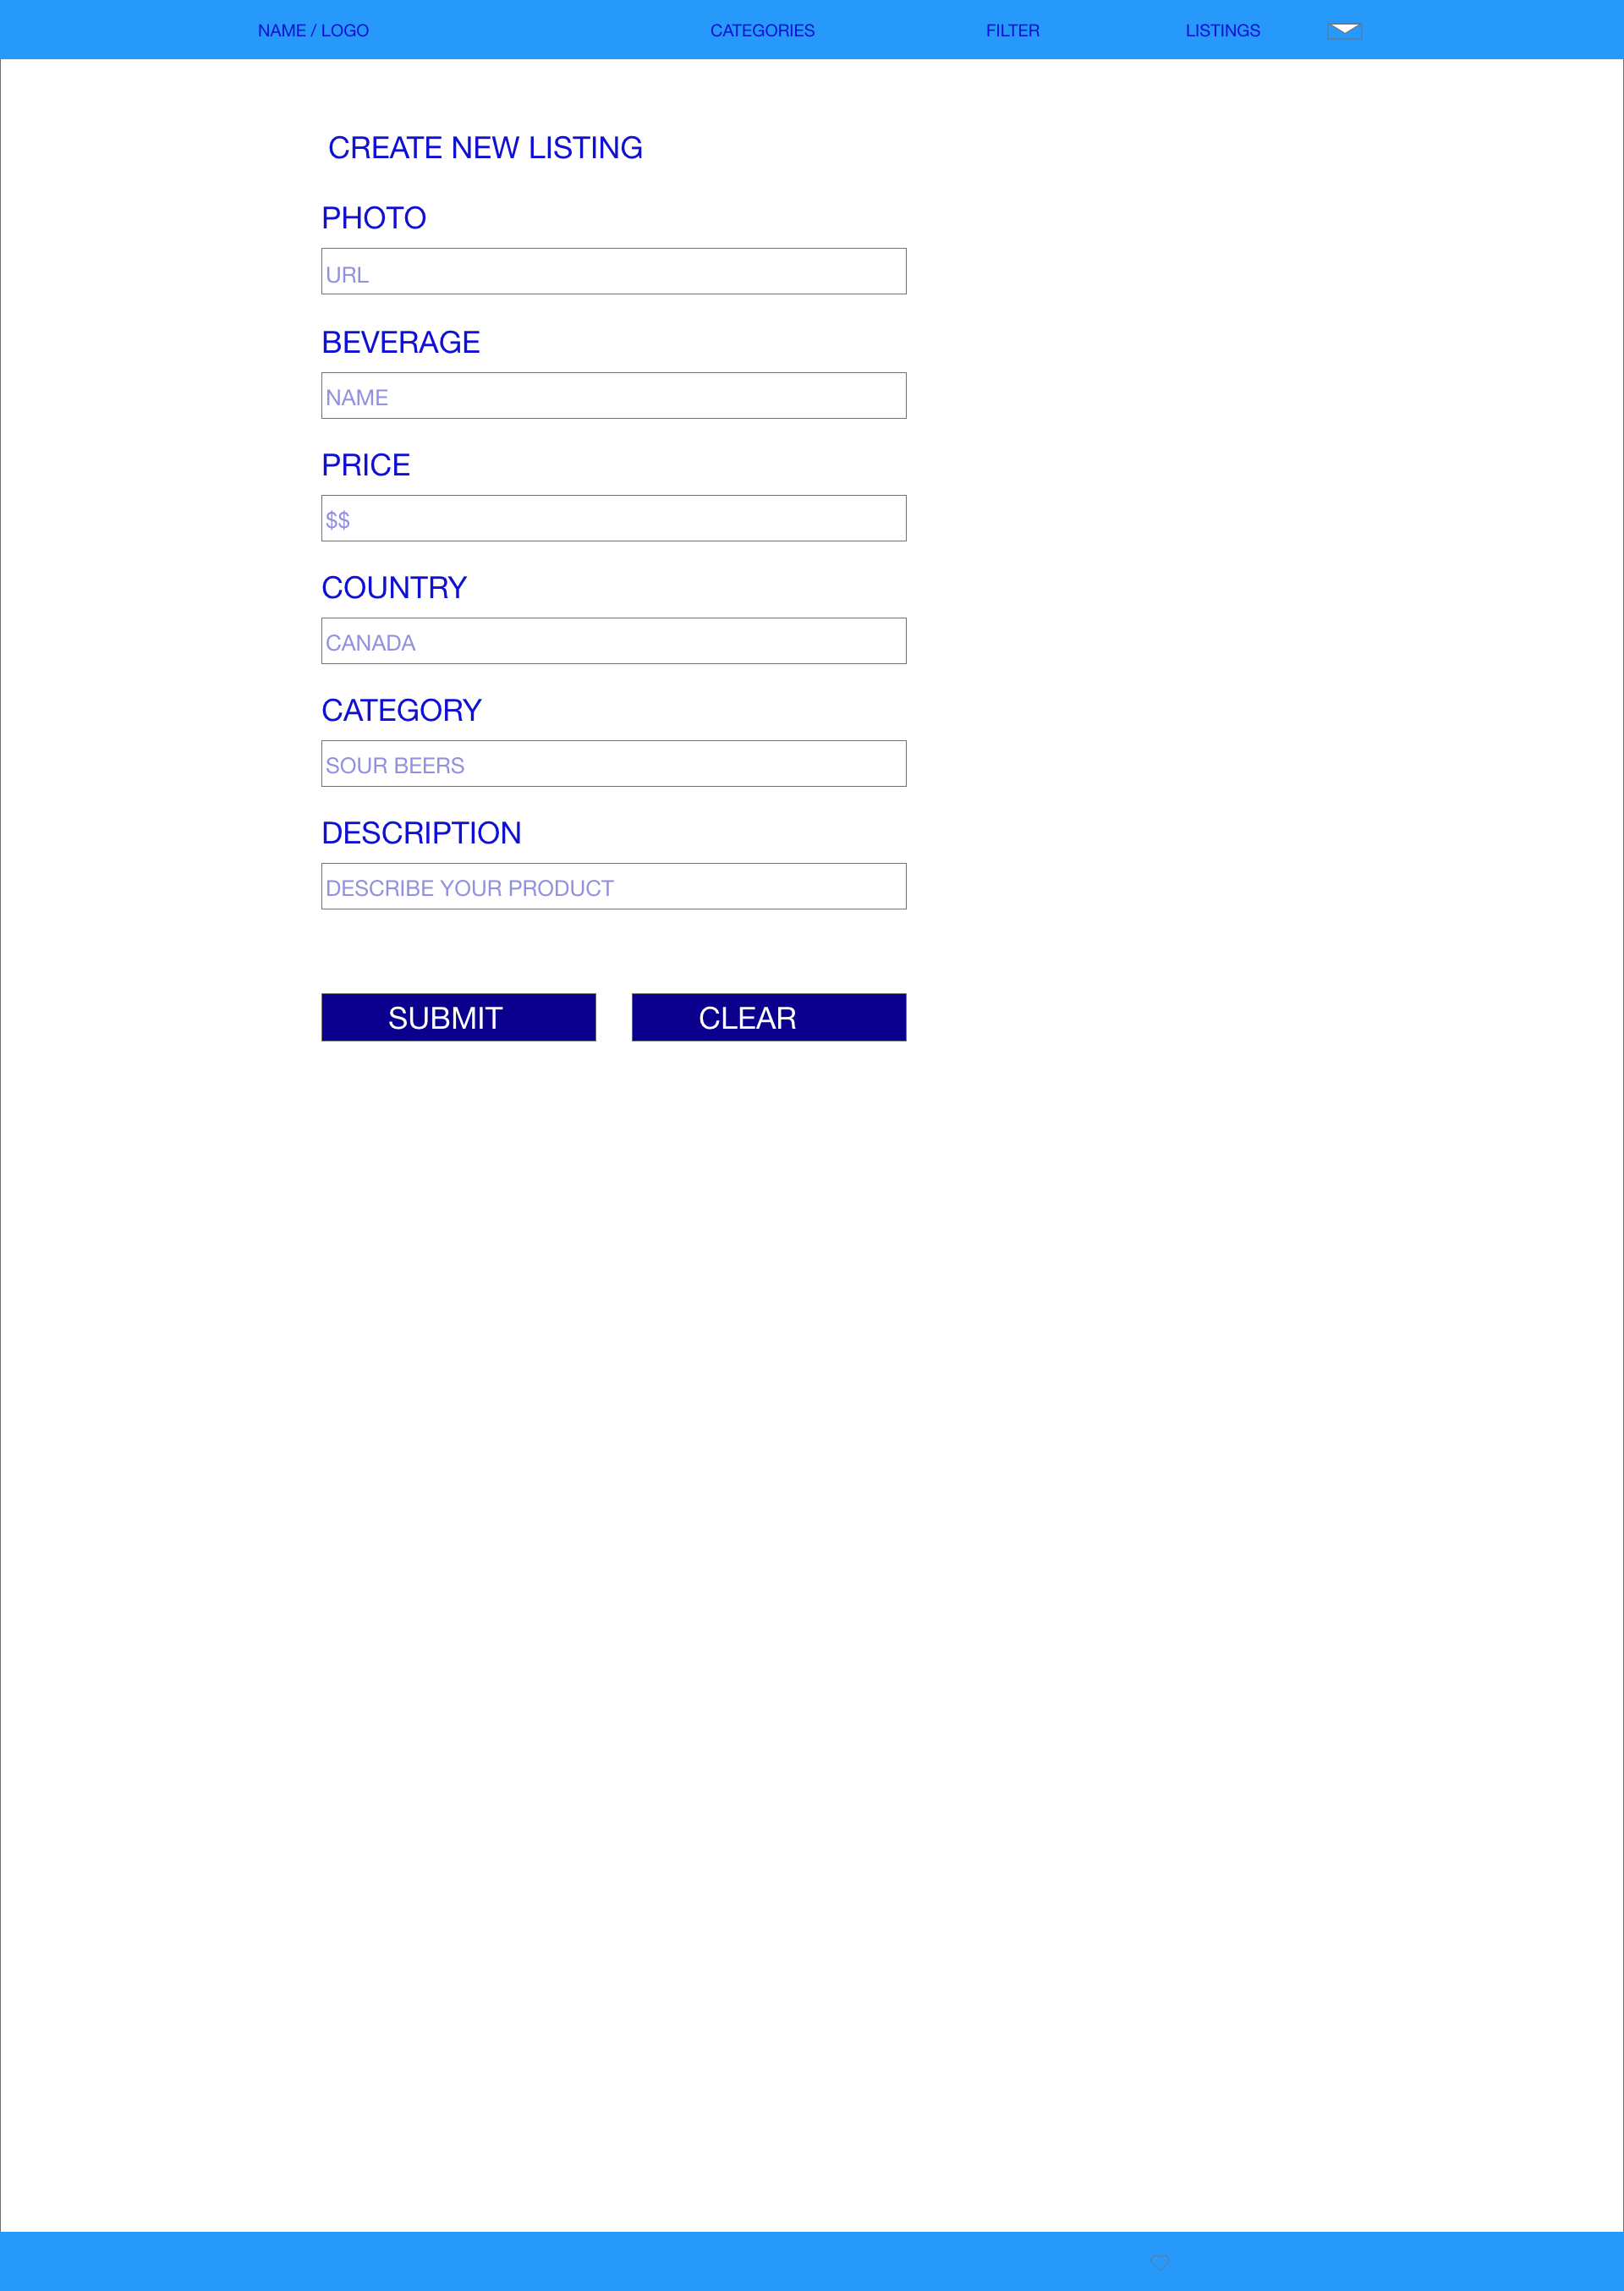 NAME / LOGO CATEGORIES FILTER LISTINGS
CREATE NEW LISTING
PHOTO
URL
BEVERAGE
NAME
PRICE
$$
COUNTRY
CANADA
CATEGORY
SOUR BEERS
DESCRIPTION
DESCRIBE YOUR PRODUCT
SUBMIT CLEAR